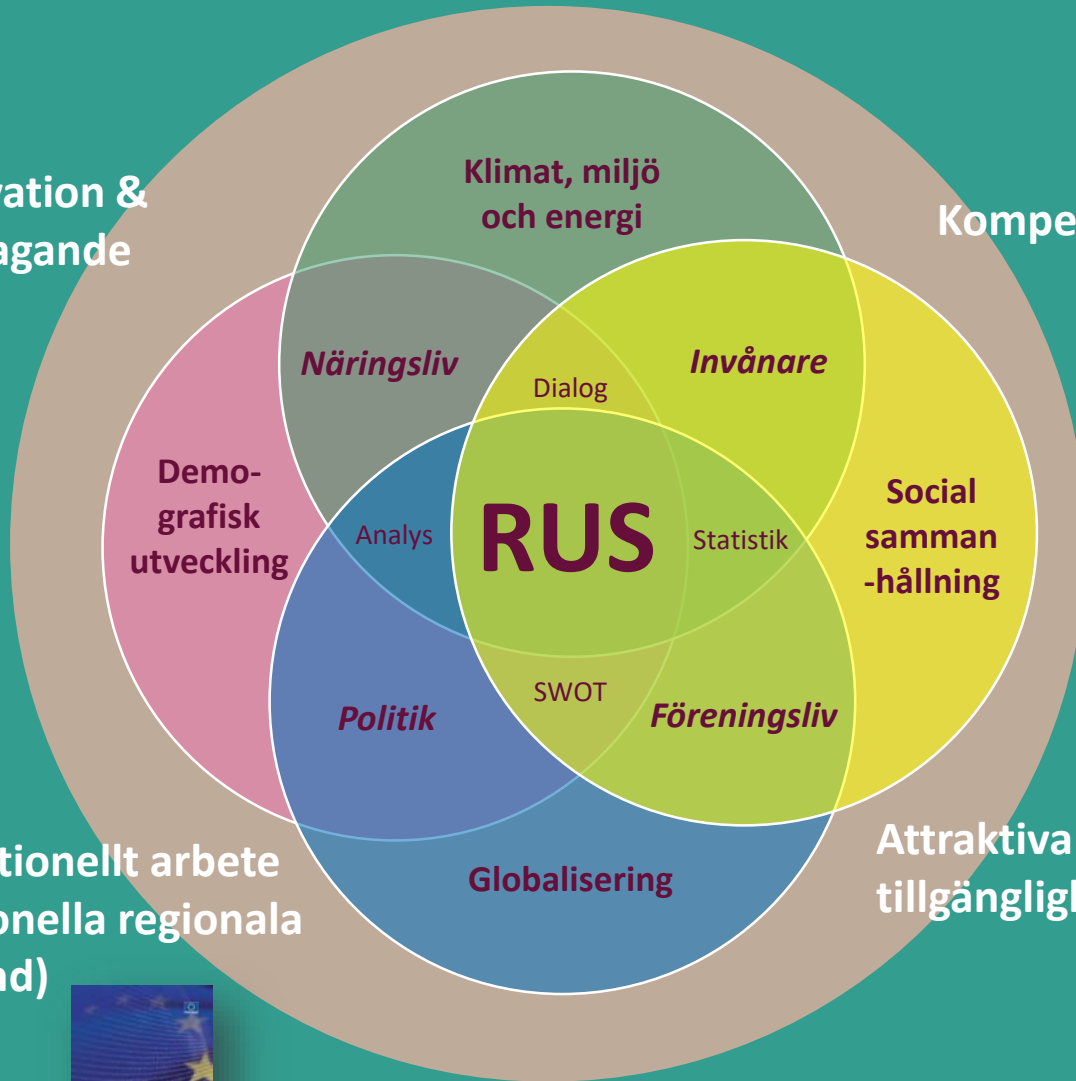 Klimat, miljö
och energi
vation &
agande
Kompe
Näringsliv
Invånare
Dialog
Demo-
grafisk
utveckling
Analys
RUS
Statistik
Social
samman
-hållning
SWOT
Politik
Föreningsliv
Globalisering
tionellt arbete
onella regionala
nd)
Attraktiva
tillgänglig